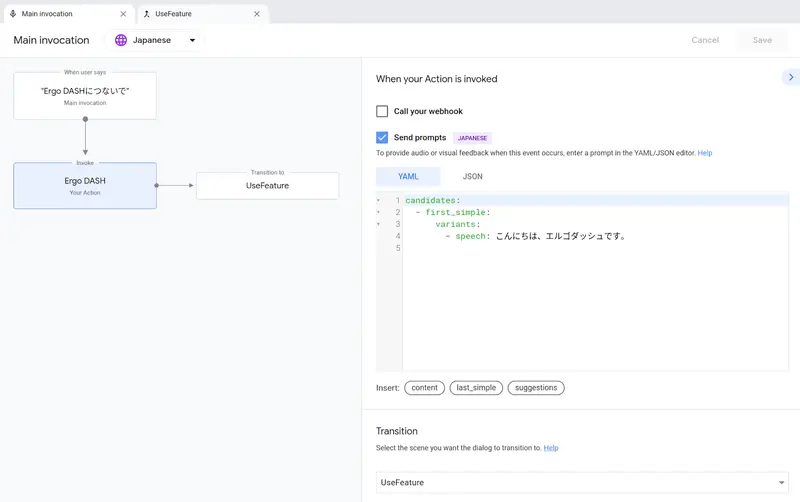 Main invocation
UseFeature
Main invocation
Japanese
Cancel
Save
When user says
"Ergo DASHにつないで"
Main invocation
Invoke
Ergo DASH
Your Action
Transition to
UseFeature
When your Action is invoked
Call your webhook
Send prompts JAPANESE
To provide audio or visual feedback when this event occurs, enter a prompt in the YAML/JSON editor. Help
YAML JSON
1 candidates:
2 - first_simple:
3 variants:
4 - speech: こんにちは、エルゴダッシュです。
5
Insert: content last_simple suggestions
Transition
Select the scene you want the dialog to transition to. Help
UseFeature